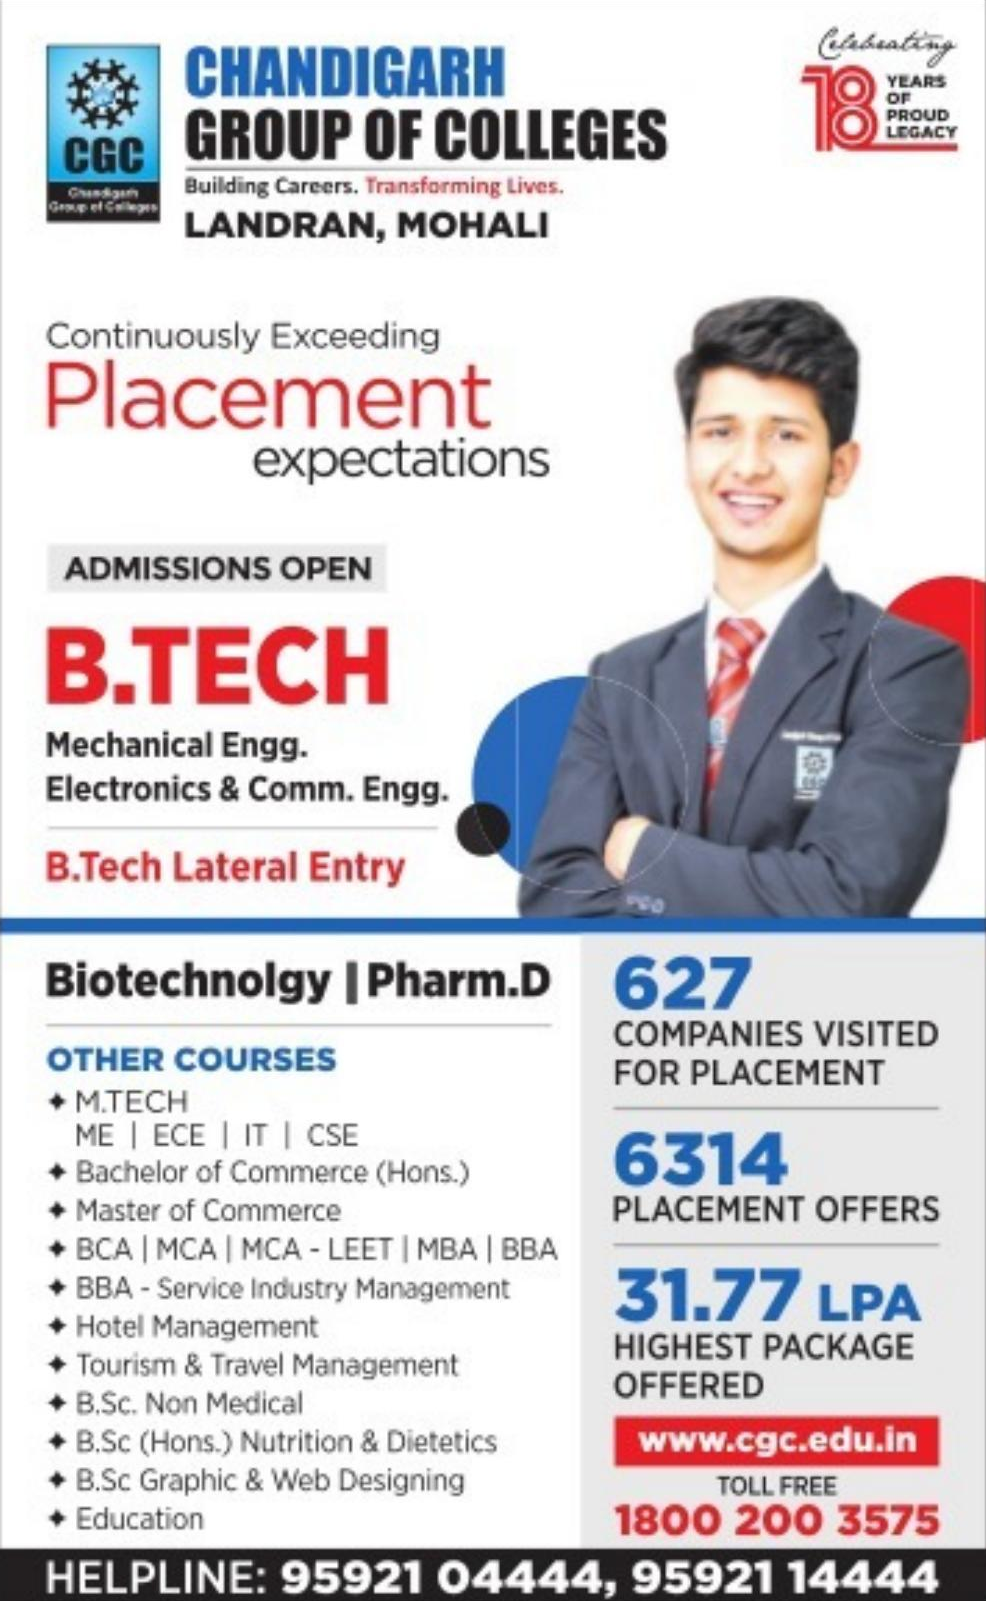 CGC
Chandigarh
Group of Colleges
CHANDIGARH
GROUP OF COLLEGES
Building Careers. Transforming Lives.
LANDRAN, MOHALI
Celebrating
18 YEARS
OF
PROUD
LEGACY
Continuously Exceeding
Placement
expectations
ADMISSIONS OPEN
B.TECH
Mechanical Engg.
Electronics & Comm. Engg.
B.Tech Lateral Entry
Biotechnolgy | Pharm.D
OTHER COURSES
✦ M.TECH
ME | ECE | IT | CSE
✦ Bachelor of Commerce (Hons.)
✦ Master of Commerce
✦ BCA | MCA | MCA - LEET | MBA | BBA
✦ BBA - Service Industry Management
✦ Hotel Management
✦ Tourism & Travel Management
✦ B.Sc. Non Medical
✦ B.Sc (Hons.) Nutrition & Dietetics
✦ B.Sc Graphic & Web Designing
✦ Education
627
COMPANIES VISITED
FOR PLACEMENT
6314
PLACEMENT OFFERS
31.77 LPA
HIGHEST PACKAGE
OFFERED
www.cgc.edu.in
TOLL FREE
1800 200 3575
HELPLINE: 95921 04444, 95921 14444